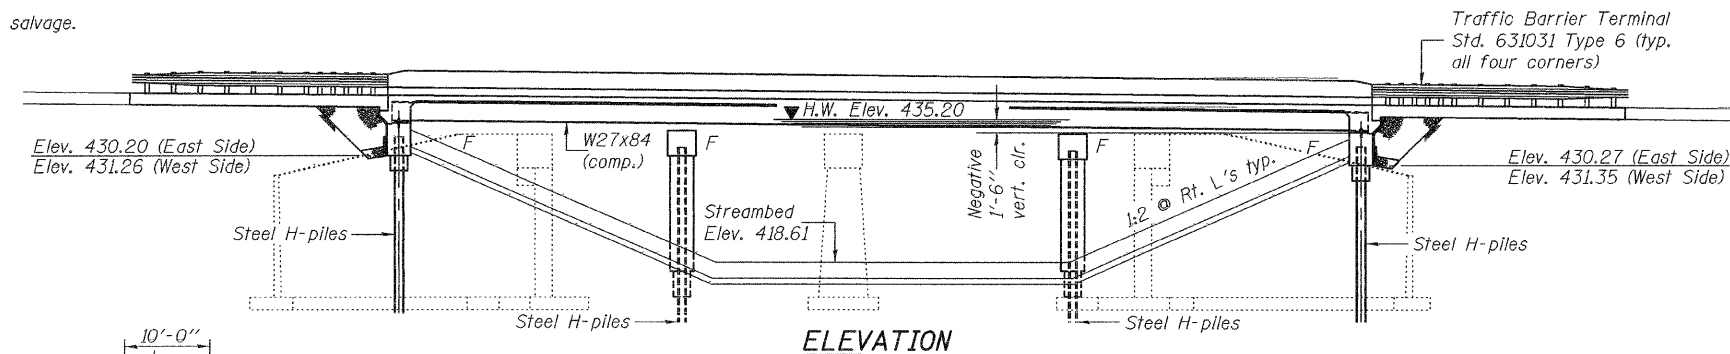 salvage.
Traffic Barrier Terminal
Std. 631031 Type 6 (typ.
all four corners)
H.W. Elev. 435.20
Elev. 430.20 (East Side)
Elev. 431.26 (West Side)
F
W27x84
(comp.)
F
Negative
1'-6"
vert. clr.
F
1:2 @ Rt. L's typ.
F
Elev. 430.27 (East Side)
Elev. 431.35 (West Side)
Streambed
Elev. 418.61
Steel H-piles
Steel H-piles
Steel H-piles
Steel H-piles
10'-0"
ELEVATION